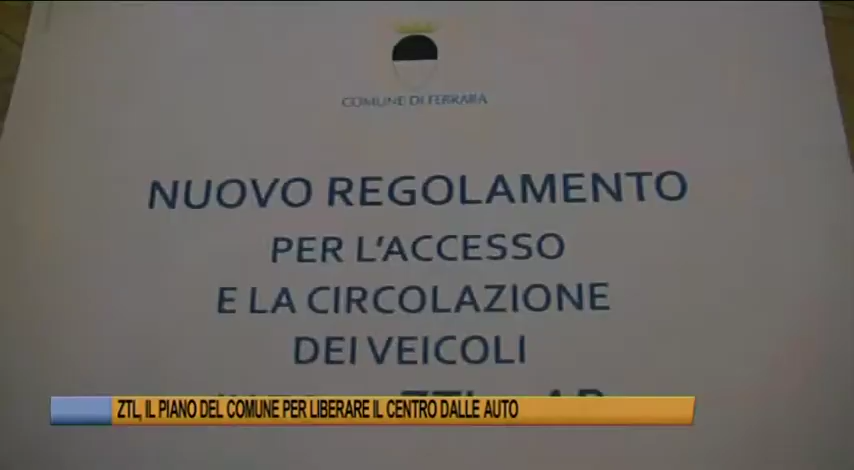 COMUNE DI FERRARA
NUOVO REGOLAMENTO
PER L'ACCESSO
E LA CIRCOLAZIONE
DEI VEICOLI
ZTL, IL PIANO DEL COMUNE PER LIBERARE IL CENTRO DALLE AUTO